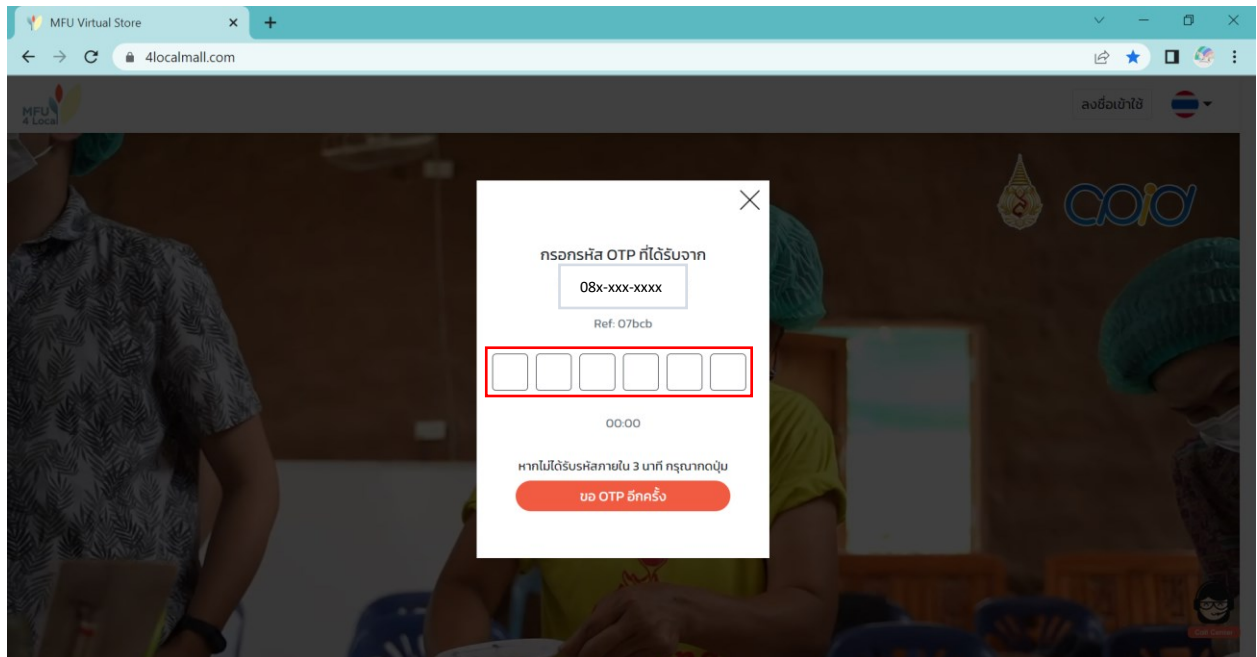 MFU Virtual Store
4localmall.com
MFU
4 Local
ลงชื่อเข้าใช้
กรอกรหัส OTP ที่ได้รับจาก
08x-xxx-xxxx
Ref: 07bcb
00:00
หากไม่ได้รับรหัสภายใน 3 นาที กรุณากดปุ่ม
ขอ OTP อีกครั้ง
Call Center